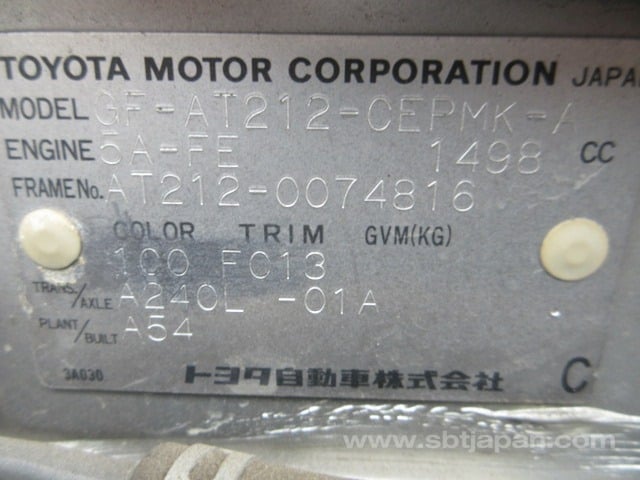 TOYOTA MOTOR CORPORATION JAPAN
MODEL GF-AT212-CEPMK-A
ENGINE 5A-FE 1498 CC
FRAME No. AT212-0074816
COLOR TRIM GVM(KG)
100 FC13
TRANS./AXLE A240L -01A
PLANT/BUILT A54
3A030 トヨタ自動車株式会社 C
www.sbtjapan.com